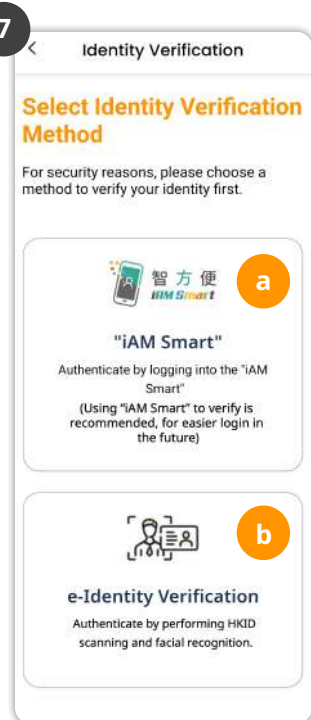 7
Identity Verification
Select Identity Verification
Method
For security reasons, please choose a
method to verify your identity first.
智方便
iAM Smart
a
"iAM Smart"
Authenticate by logging into the "iAM
Smart"
(Using "iAM Smart" to verify is
recommended, for easier login in
the future)
b
e-Identity Verification
Authenticate by performing HKID
scanning and facial recognition.